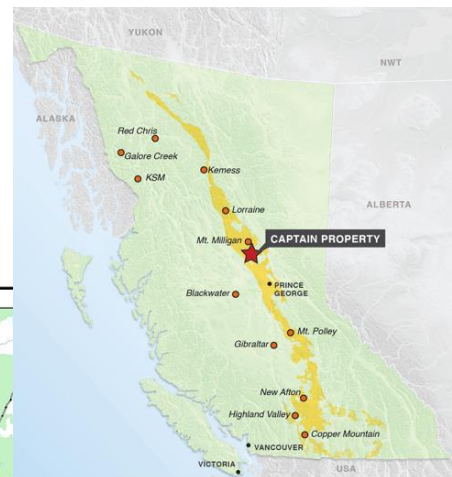 YUKON
NWT
ALASKA
Red Chris
Galore Creek
Kemess
KSM
ALBERTA
Lorraine
Mt. Milligan
CAPTAIN PROPERTY
PRINCE
GEORGE
Blackwater
Mt. Polley
Gibraltar
New Afton
Highland Valley
Copper Mountain
VANCOUVER
VICTORIA
USA